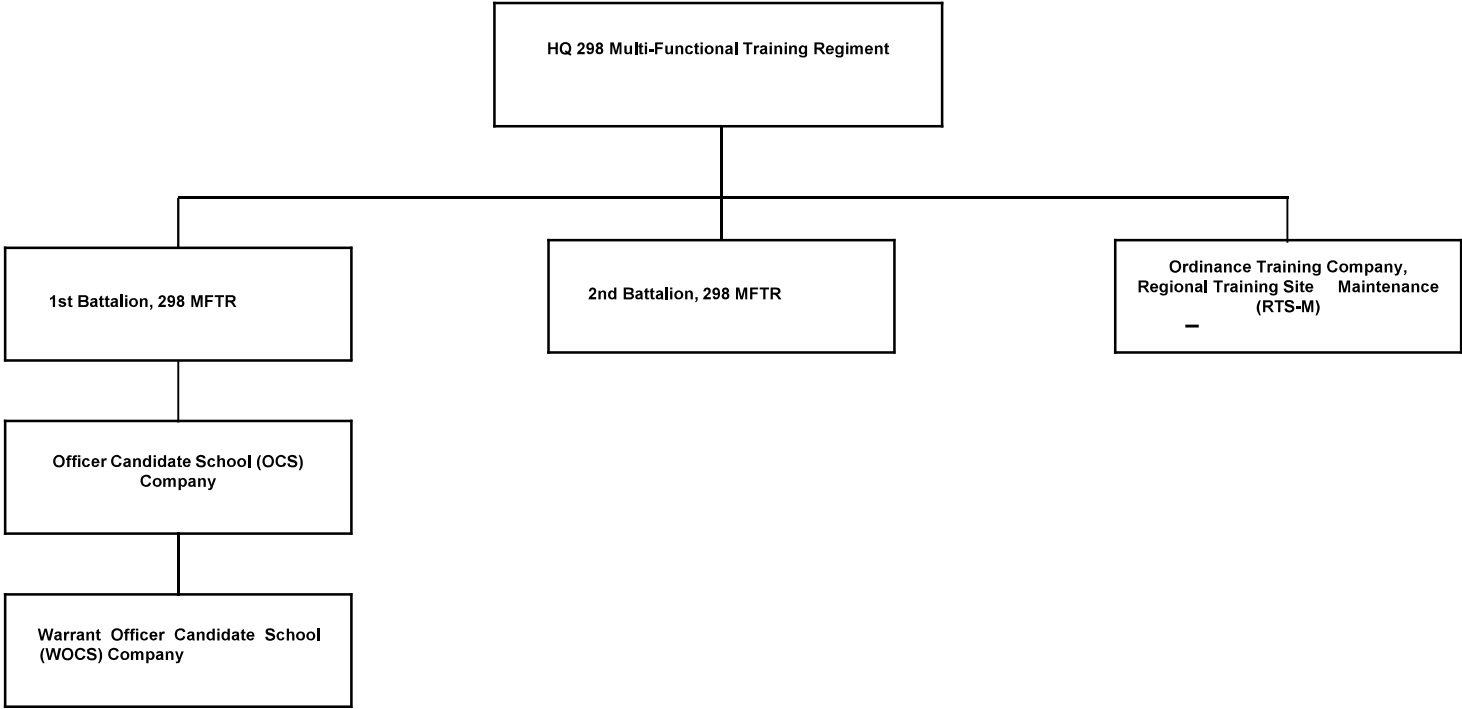 HQ 298 Multi-Functional Training Regiment
1st Battalion, 298 MFTR
2nd Battalion, 298 MFTR
Ordinance Training Company,
Regional Training Site Maintenance
(RTS-M)
–
Officer Candidate School (OCS)
Company
Warrant Officer Candidate School
(WOCS) Company